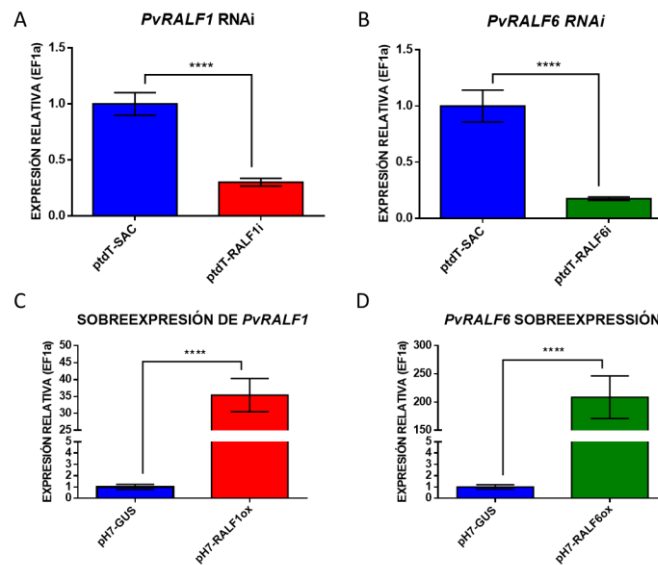 A
PvRALF1 RNAi
EXPRESIÓN RELATIVA (EF1a)
1.5
1.0
0.5
0.0
****
ptdT-SAC
ptdT-RALF1i
B
PvRALF6 RNAi
EXPRESIÓN RELATIVA (EF1a)
1.5
1.0
0.5
0.0
****
ptdT-SAC
ptdT-RALF6i
C
SOBREEXPRESIÓN DE PvRALF1
EXPRESIÓN RELATIVA (EF1a)
50
45
40
35
30
25
5
4
3
2
1
0
****
pH7-GUS
pH7-RALF1ox
D
PvRALF6 SOBREEXPRESSIÓN
EXPRESIÓN RELATIVA (EF1a)
300
250
200
150
100
5
4
3
2
1
0
****
pH7-GUS
pH7-RALF6ox